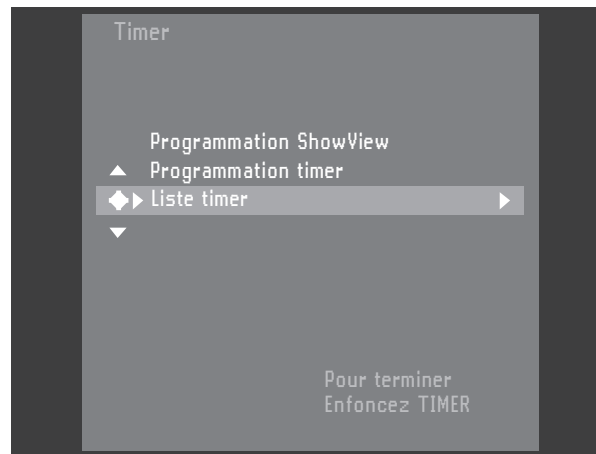 Timer
Programmation ShowView
Programmation timer
Liste timer
Pour terminer
Enfoncez TIMER